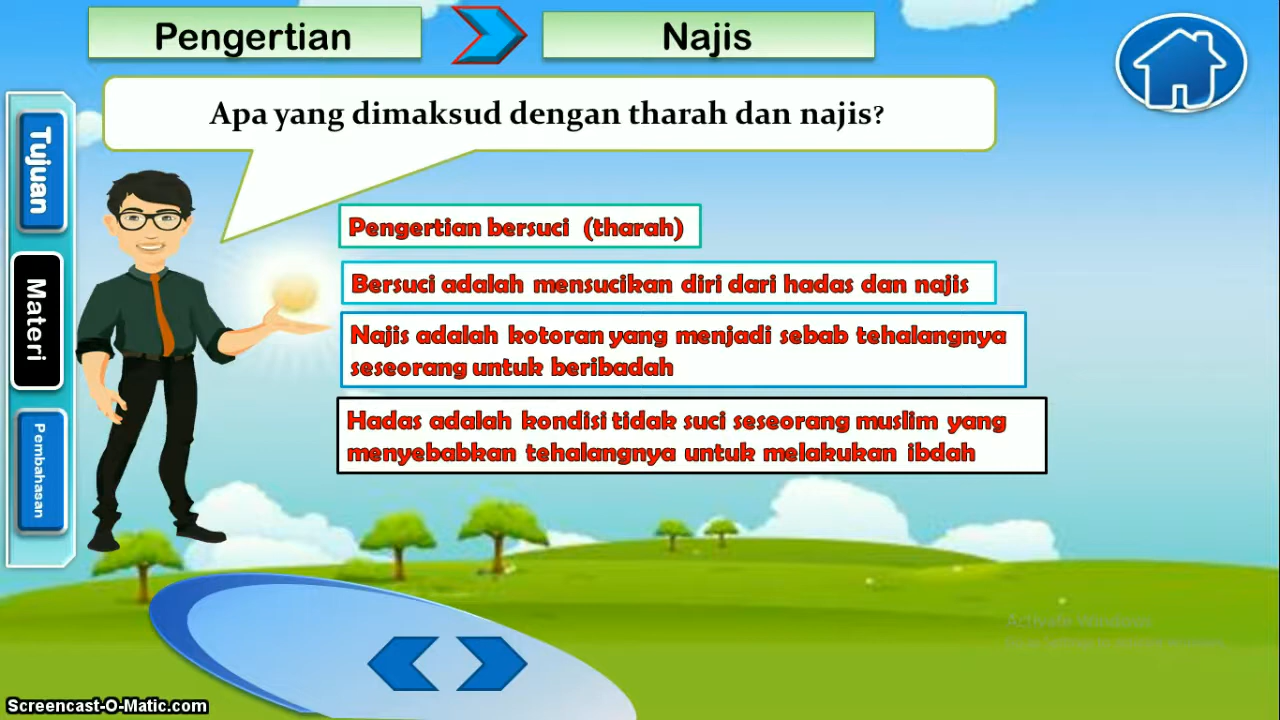 Pengertian
Najis
Apa yang dimaksud dengan tharah dan najis?
Tujuan
Materi
Pembahasan
Pengertian bersuci (tharah)
Bersuci adalah mensucikan diri dari hadas dan najis
Najis adalah kotoran yang menjadi sebab tehalangnya
seseorang untuk beribadah
Hadas adalah kondisi tidak suci seseorang muslim yang
menyebabkan tehalangnya untuk melakukan ibdah
Activate Windows
Screencast-O-Matic.com